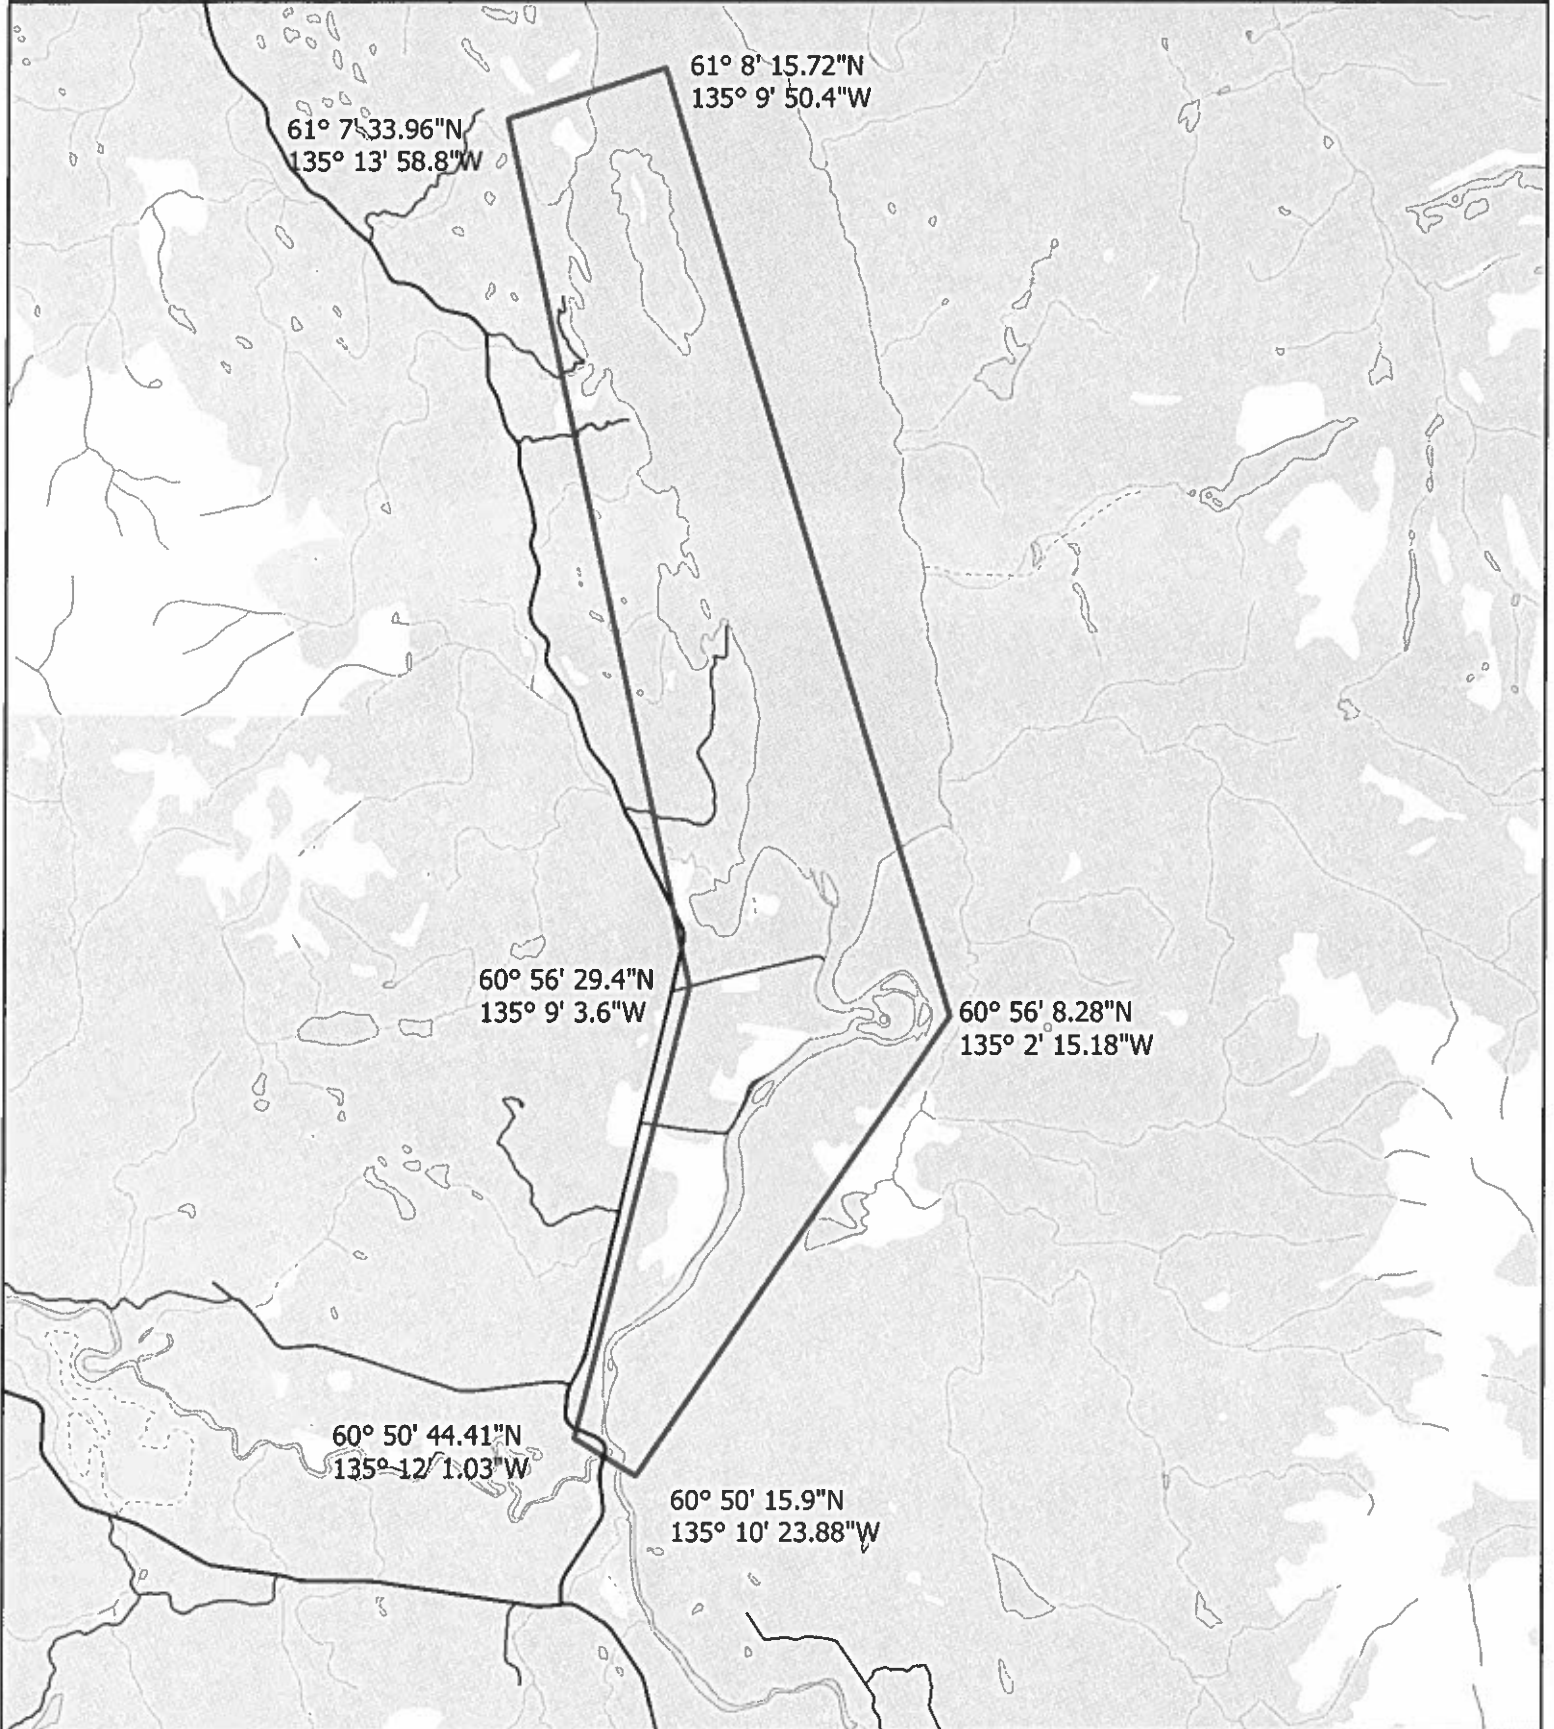 61° 8' 15.72"N
135° 9' 50.4"W
61° 7' 33.96"N
135° 13' 58.8"W
60° 56' 29.4"N
135° 9' 3.6"W
60° 56' 8.28"N
135° 2' 15.18"W
60° 50' 44.41"N
135° 12' 1.03"W
60° 50' 15.9"N
135° 10' 23.88"W